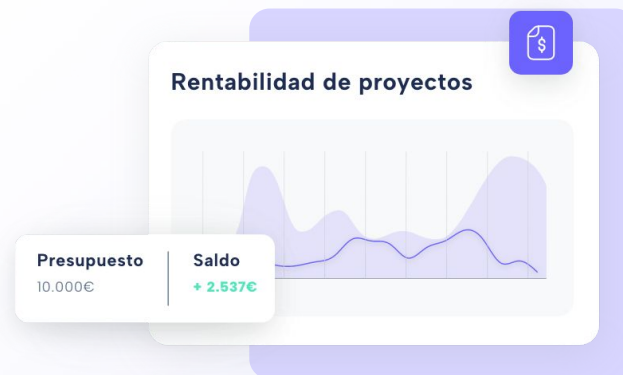 $
Rentabilidad de proyectos
Presupuesto
10.000€
Saldo
+ 2.537€